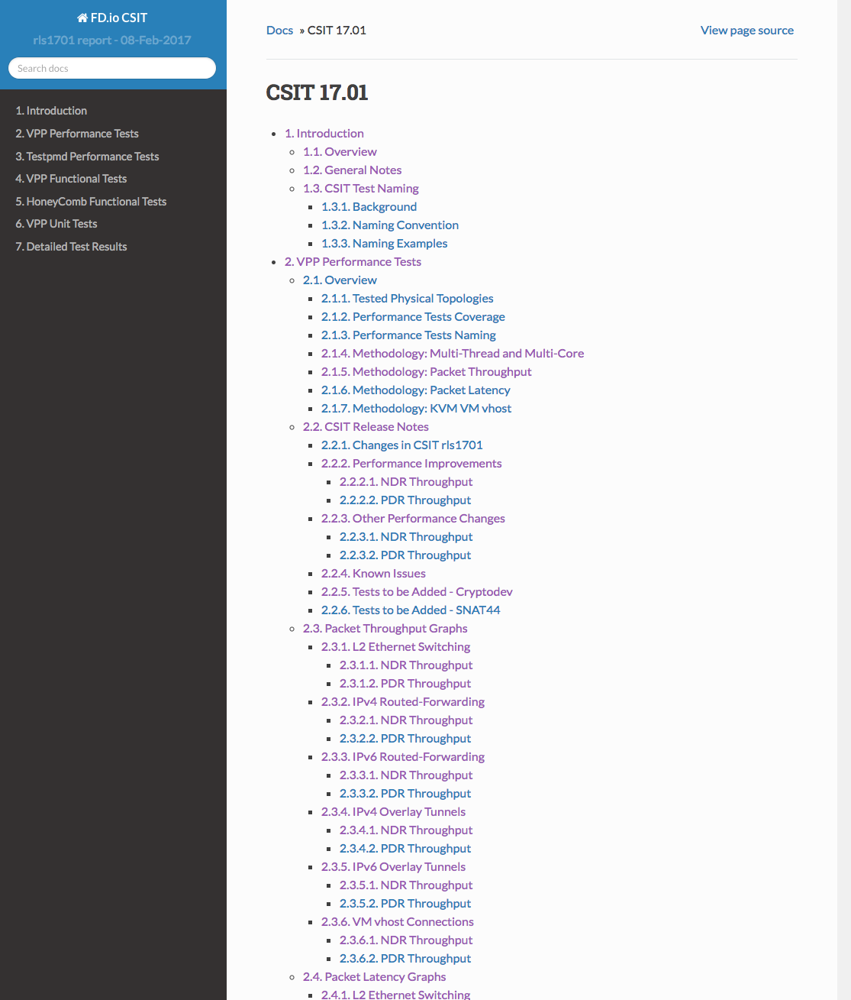 FD.io CSIT
rls1701 report - 08-Feb-2017
Search docs
1. Introduction
2. VPP Performance Tests
3. Testpmd Performance Tests
4. VPP Functional Tests
5. HoneyComb Functional Tests
6. VPP Unit Tests
7. Detailed Test Results
Docs » CSIT 17.01
View page source
CSIT 17.01
1. Introduction
1.1. Overview
1.2. General Notes
1.3. CSIT Test Naming
1.3.1. Background
1.3.2. Naming Convention
1.3.3. Naming Examples
2. VPP Performance Tests
2.1. Overview
2.1.1. Tested Physical Topologies
2.1.2. Performance Tests Coverage
2.1.3. Performance Tests Naming
2.1.4. Methodology: Multi-Thread and Multi-Core
2.1.5. Methodology: Packet Throughput
2.1.6. Methodology: Packet Latency
2.1.7. Methodology: KVM VM vhost
2.2. CSIT Release Notes
2.2.1. Changes in CSIT rls1701
2.2.2. Performance Improvements
2.2.2.1. NDR Throughput
2.2.2.2. PDR Throughput
2.2.3. Other Performance Changes
2.2.3.1. NDR Throughput
2.2.3.2. PDR Throughput
2.2.4. Known Issues
2.2.5. Tests to be Added - Cryptodev
2.2.6. Tests to be Added - SNAT44
2.3. Packet Throughput Graphs
2.3.1. L2 Ethernet Switching
2.3.1.1. NDR Throughput
2.3.1.2. PDR Throughput
2.3.2. IPv4 Routed-Forwarding
2.3.2.1. NDR Throughput
2.3.2.2. PDR Throughput
2.3.3. IPv6 Routed-Forwarding
2.3.3.1. NDR Throughput
2.3.3.2. PDR Throughput
2.3.4. IPv4 Overlay Tunnels
2.3.4.1. NDR Throughput
2.3.4.2. PDR Throughput
2.3.5. IPv6 Overlay Tunnels
2.3.5.1. NDR Throughput
2.3.5.2. PDR Throughput
2.3.6. VM vhost Connections
2.3.6.1. NDR Throughput
2.3.6.2. PDR Throughput
2.4. Packet Latency Graphs
2.4.1. L2 Ethernet Switching